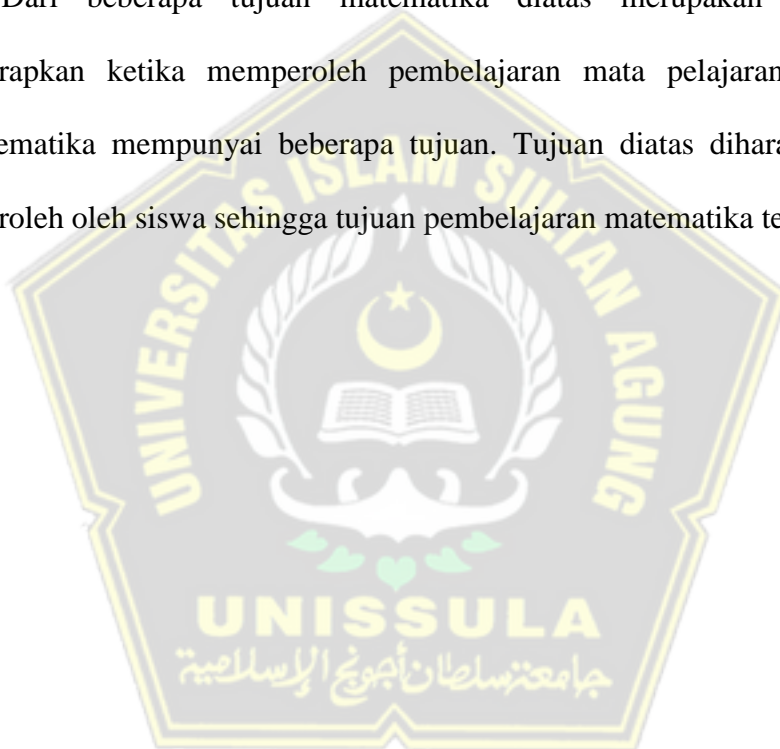 Dari beberapa tujuan matematika diatas merupakan
rapkan ketika memperoleh pembelajaran mata pelajaran
ematika mempunyai beberapa tujuan. Tujuan diatas dihara
roleh oleh siswa sehingga tujuan pembelajaran matematika te
UNIVERSITAS ISLAM SULTAN AGUNG
UNISSULA
جامعة سلطان أجونج الإسلامية